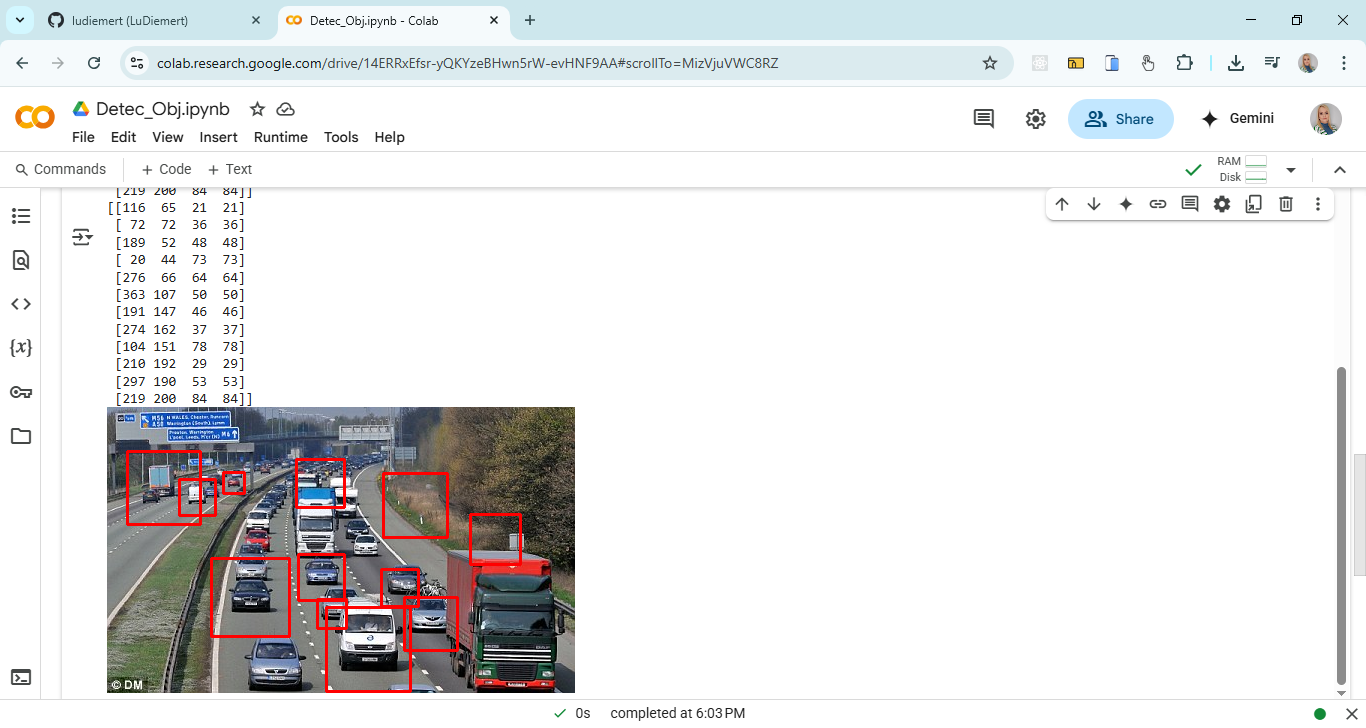 ludiemert (LuDiemert)
Detec_Obj.ipynb - Colab
colab.research.google.com/drive/14ERRxEfsr-yQKYzeBHwn5rW-evHNF9AA#scrollTo=MizVjuVWC8RZ
Detec_Obj.ipynb
File Edit View Insert Runtime Tools Help
Share
Gemini
Commands + Code + Text
RAM
Disk
[219 200 84 84]]
[[116 65 21 21]
[ 72 72 36 36]
[189 52 48 48]
[ 20 44 73 73]
[276 66 64 64]
[363 107 50 50]
[191 147 46 46]
[274 162 37 37]
[104 151 78 78]
[210 192 29 29]
[297 190 53 53]
[219 200 84 84]]
M56
N WALES, Chester, Runcorn
A50
Warrington (South), Lymm
Preston, Warrington
L'pool, Leeds, M'cr (N) M6
© DM
0s completed at 6:03 PM